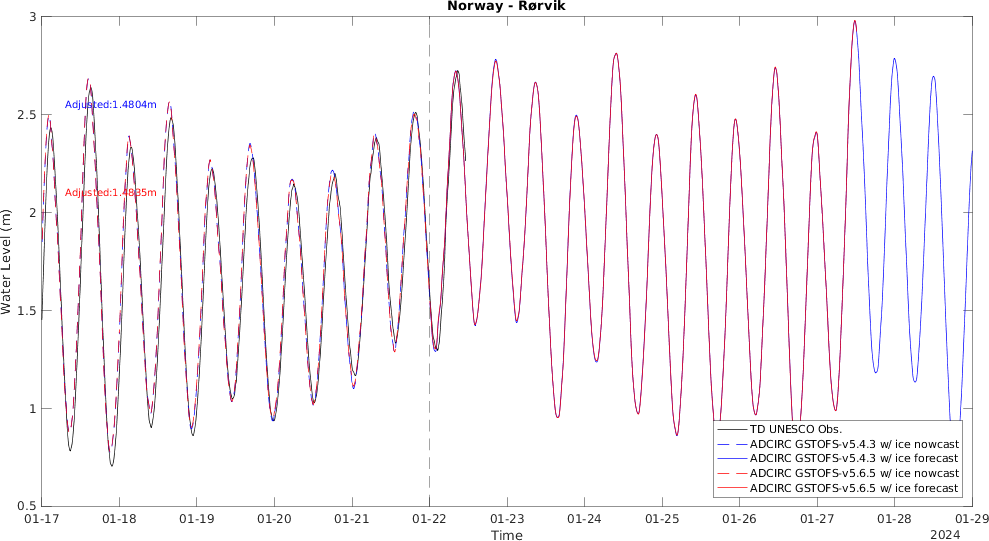 Norway - Rørvik
3
2.5
2
1.5
1
0.5
Water Level (m)
Adjusted:1.4804m
Adjusted:1.4835m
TD UNESCO Obs.
ADCIRC GSTOFS-v5.4.3 w/ ice nowcast
ADCIRC GSTOFS-v5.4.3 w/ ice forecast
ADCIRC GSTOFS-v5.6.5 w/ ice nowcast
ADCIRC GSTOFS-v5.6.5 w/ ice forecast
01-17 01-18 01-19 01-20 01-21 01-22 01-23 01-24 01-25 01-26 01-27 01-28 01-29
Time
2024